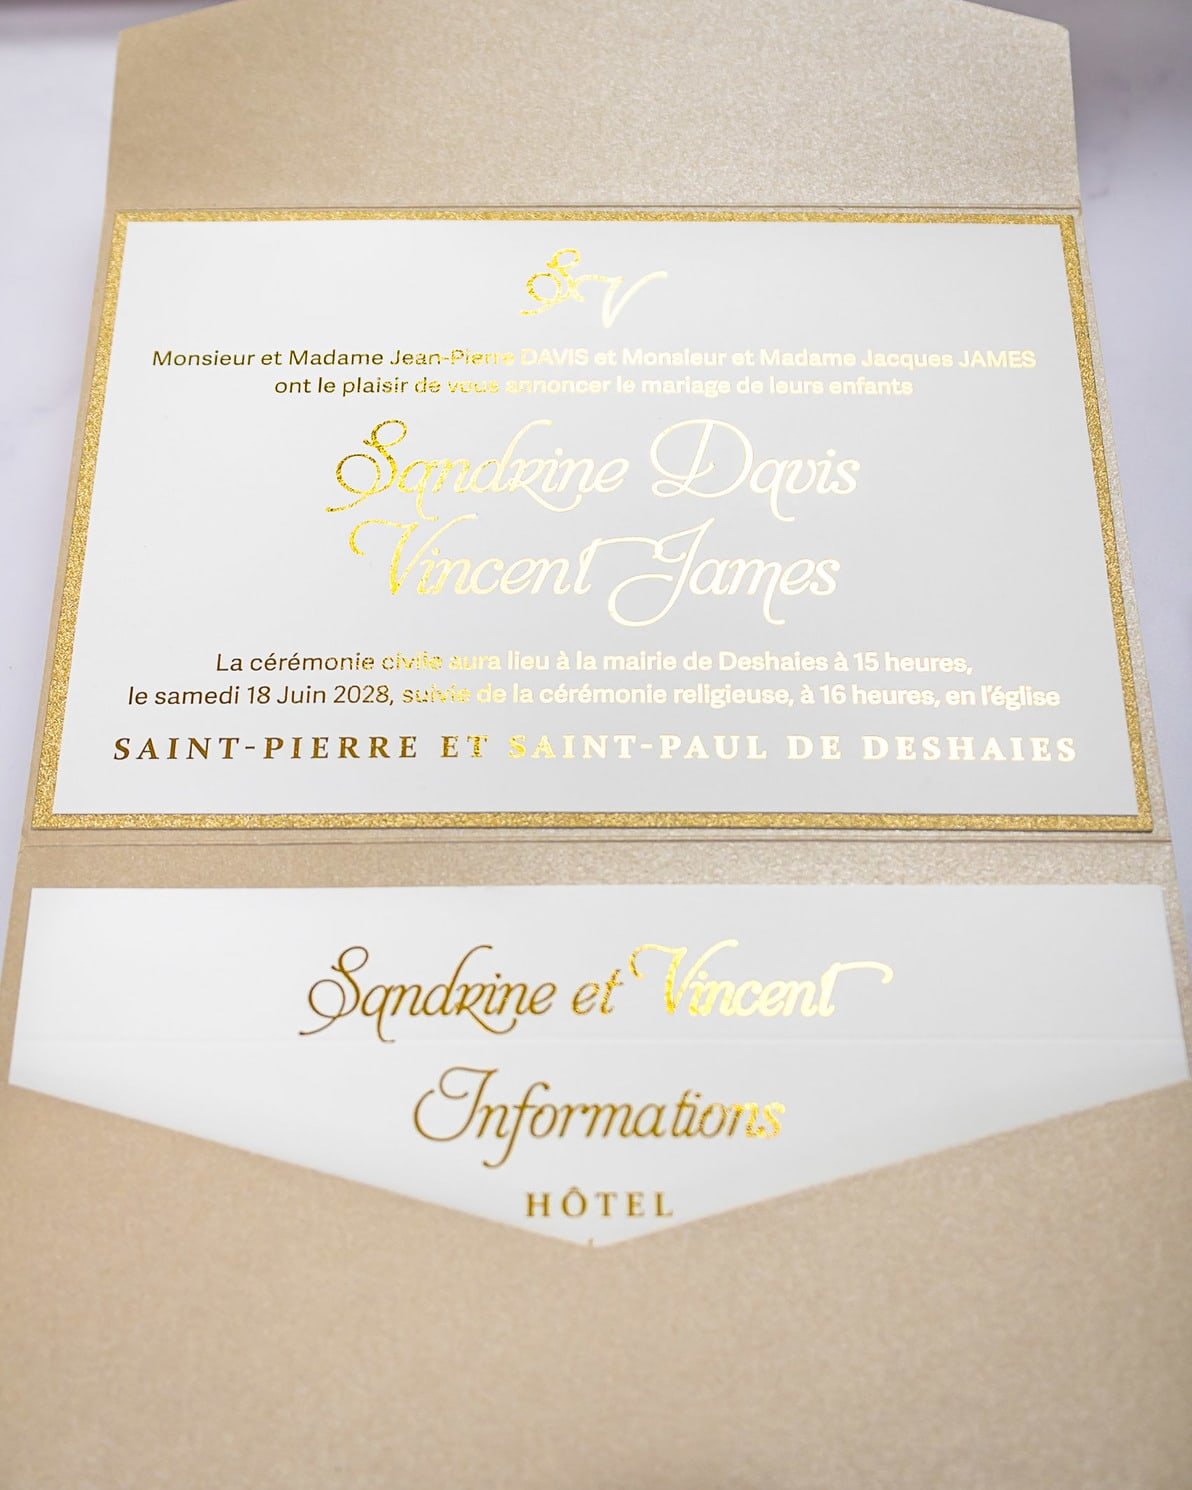 S&V
Monsieur et Madame Jean-Pierre DAVIS et Monsieur et Madame Jacques JAMES
ont le plaisir de vous annoncer le mariage de leurs enfants
Sandrine Davis
Vincent James
La cérémonie civile aura lieu à la mairie de Deshaies à 15 heures,
le samedi 18 Juin 2028, suivie de la cérémonie religieuse, à 16 heures, en l'église
SAINT-PIERRE ET SAINT-PAUL DE DESHAIES
Sandrine et Vincent
Informations
HÔTEL